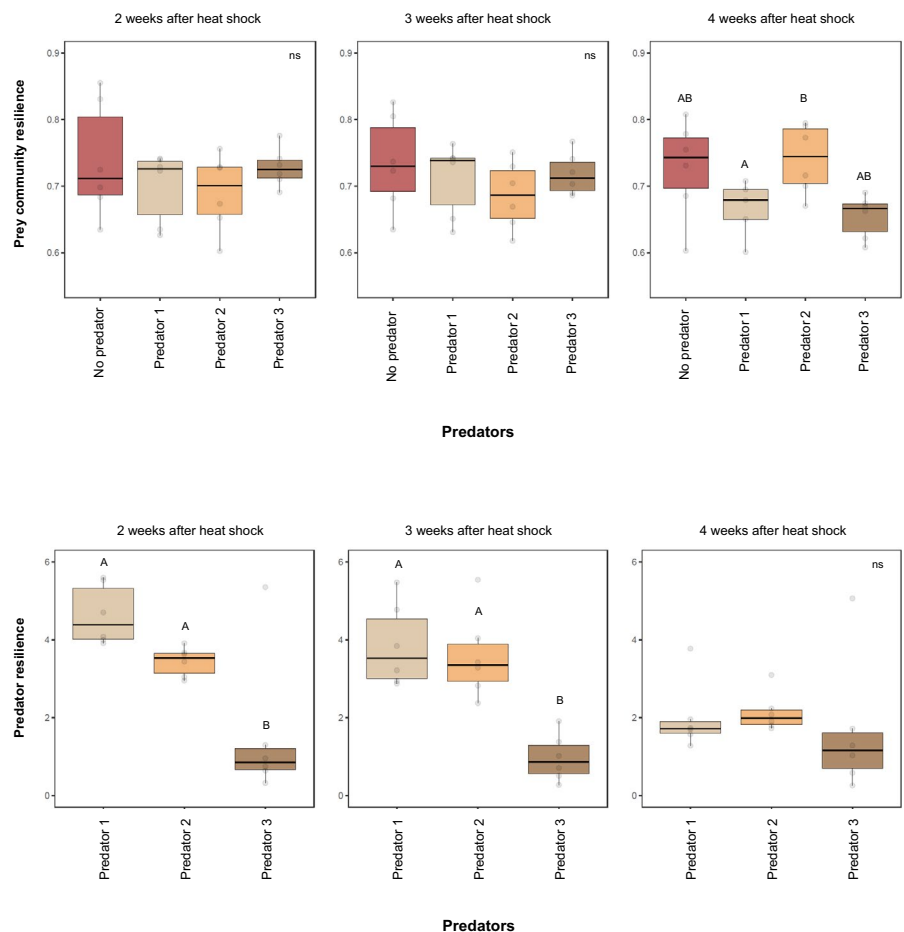 2 weeks after heat shock
3 weeks after heat shock
4 weeks after heat shock
Prey community resilience
0.9
0.8
0.7
0.6
ns
No predator
Predator 1
Predator 2
Predator 3
0.9
0.8
0.7
0.6
ns
No predator
Predator 1
Predator 2
Predator 3
0.9
0.8
0.7
0.6
AB
A
B
AB
No predator
Predator 1
Predator 2
Predator 3
Predators
2 weeks after heat shock
3 weeks after heat shock
4 weeks after heat shock
Predator resilience
6
4
2
0
A
A
B
Predator 1
Predator 2
Predator 3
6
4
2
0
A
A
B
Predator 1
Predator 2
Predator 3
6
4
2
0
ns
Predator 1
Predator 2
Predator 3
Predators